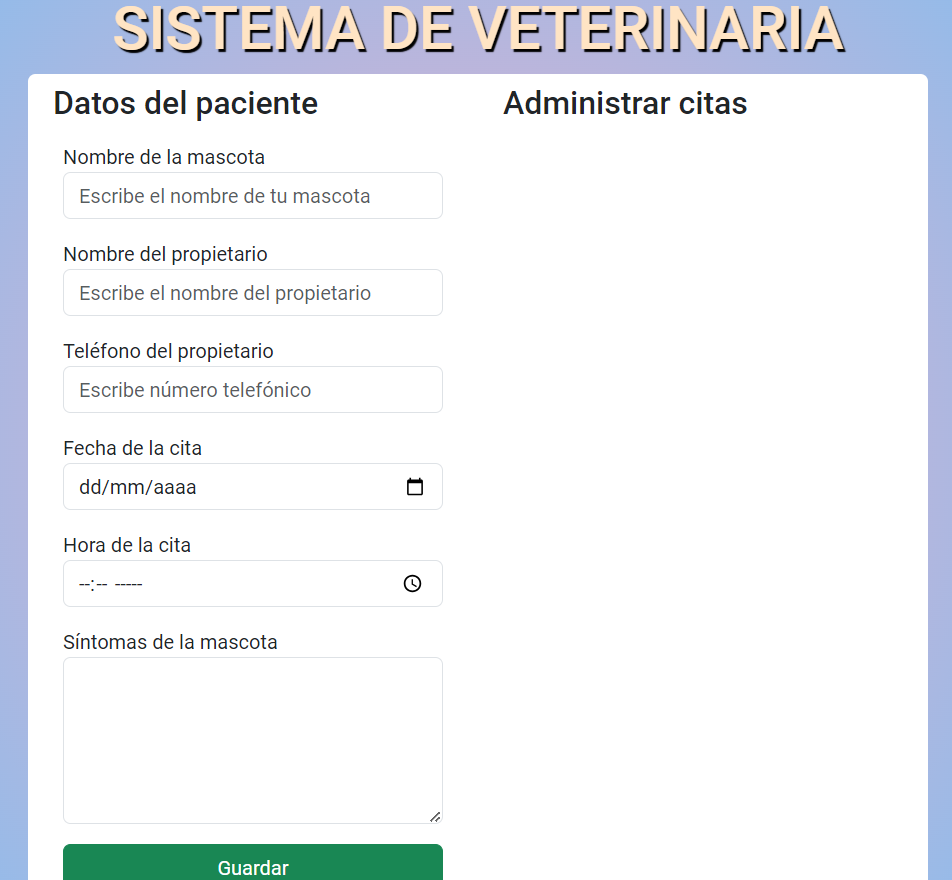 SISTEMA DE VETERINARIA
Datos del paciente
Nombre de la mascota
Escribe el nombre de tu mascota
Nombre del propietario
Escribe el nombre del propietario
Teléfono del propietario
Escribe número telefónico
Fecha de la cita
dd/mm/aaaa
Hora de la cita
--:-- -----
Síntomas de la mascota
Guardar
Administrar citas